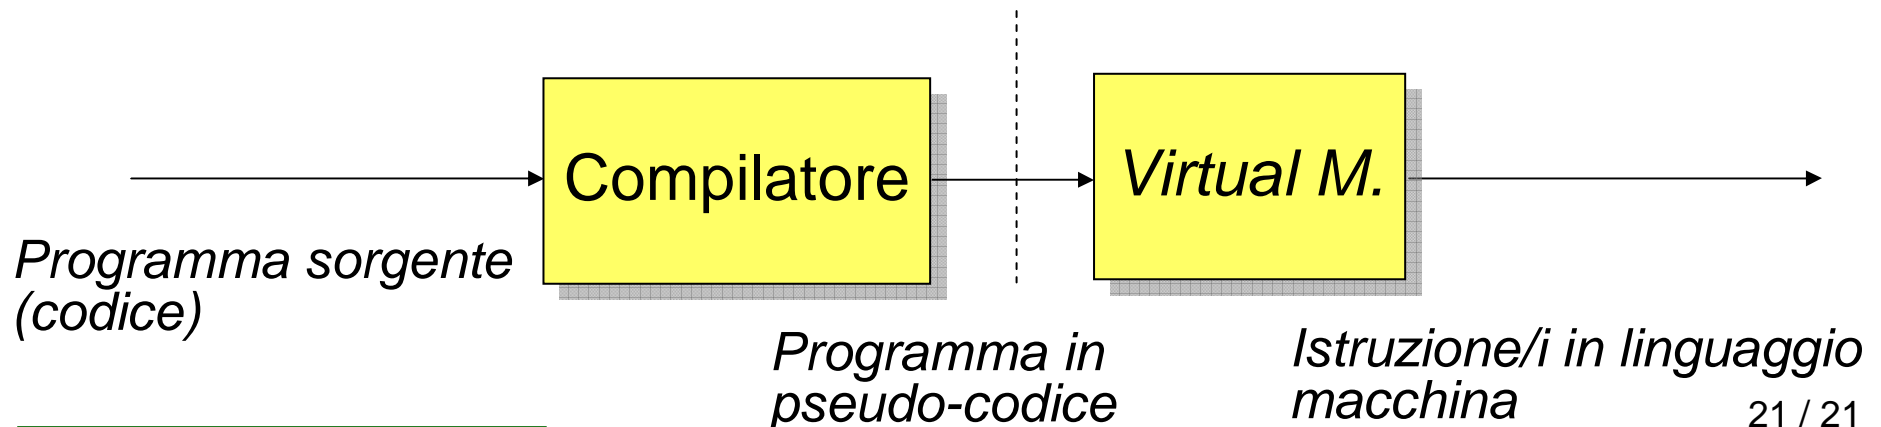 Compilatore
Virtual M.
Programma sorgente
(codice)
Programma in
pseudo-codice
Istruzione/i in linguaggio
macchina
21 / 21